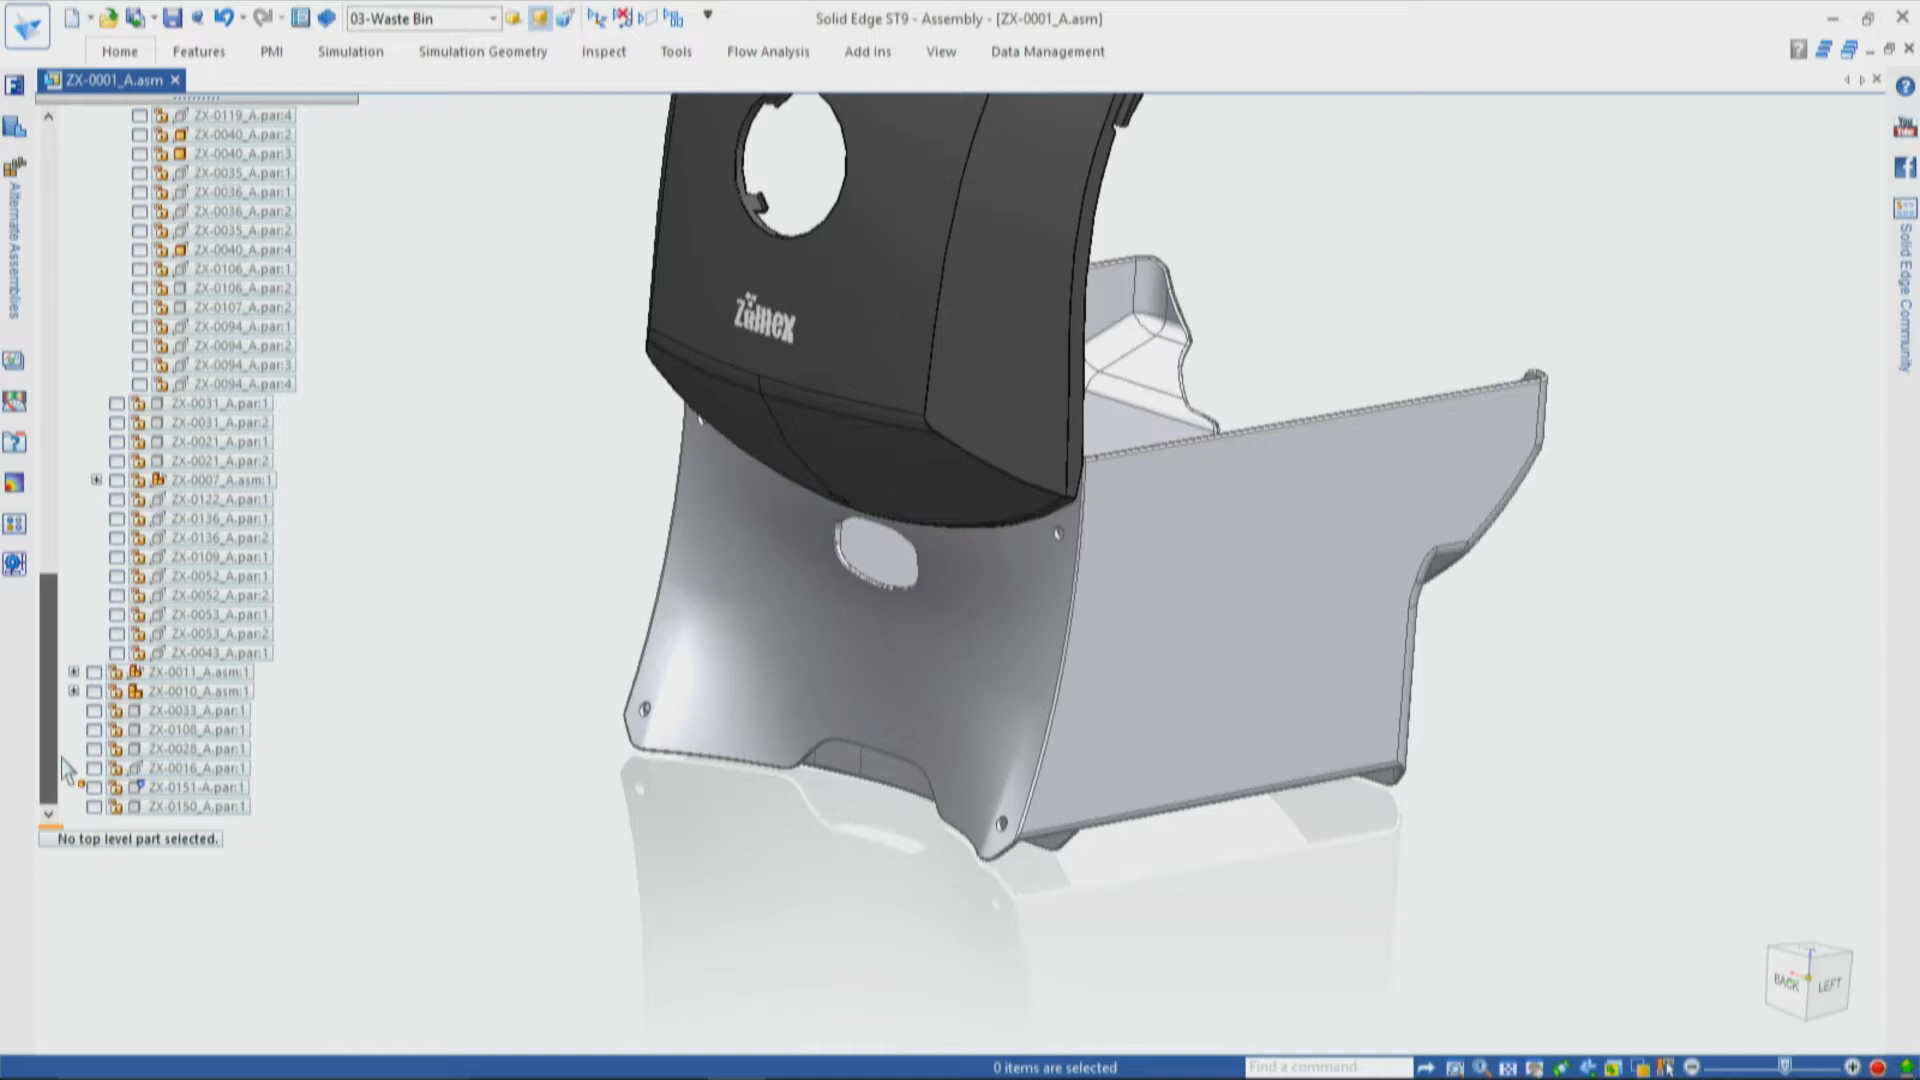 03-Waste Bin
Solid Edge ST9 - Assembly - [ZX-0001_A.asm]
Home Features PMI Simulation Simulation Geometry Inspect Tools Flow Analysis Add Ins View Data Management
ZX-0001_A.asm
ZX-0119_A.par:4
ZX-0040_A.par:2
ZX-0040_A.par:3
ZX-0035_A.par:1
ZX-0036_A.par:1
ZX-0036_A.par:2
ZX-0035_A.par:2
ZX-0040_A.par:4
ZX-0106_A.par:1
ZX-0106_A.par:2
ZX-0107_A.par:2
ZX-0094_A.par:1
ZX-0094_A.par:2
ZX-0094_A.par:3
ZX-0094_A.par:4
ZX-0031_A.par:1
ZX-0031_A.par:2
ZX-0021_A.par:1
ZX-0021_A.par:2
ZX-0007_A.asm:1
ZX-0122_A.par:1
ZX-0136_A.par:1
ZX-0136_A.par:2
ZX-0109_A.par:1
ZX-0052_A.par:1
ZX-0052_A.par:2
ZX-0053_A.par:1
ZX-0053_A.par:2
ZX-0043_A.par:1
ZX-0011_A.asm:1
ZX-0010_A.asm:1
ZX-0033_A.par:1
ZX-0108_A.par:1
ZX-0028_A.par:1
ZX-0016_A.par:1
ZX-0151-A.par:1
ZX-0150_A.par:1
No top level part selected.
Alternate Assemblies
zümex
You
Tube
Solid Edge Community
BACK
LEFT
0 items are selected
Find a command